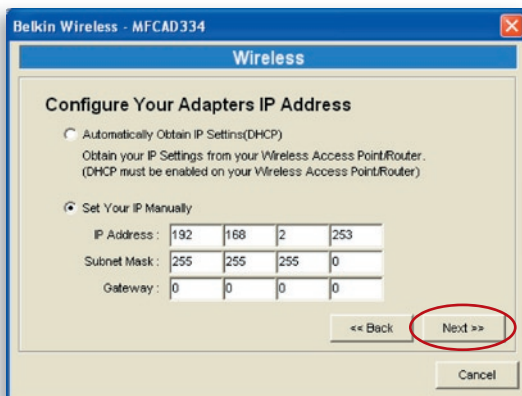 Belkin Wireless - MFCAD334
Wireless
Configure Your Adapters IP Address
Automatically Obtain IP Settins(DHCP)
Obtain your IP Settings from your Wireless Access Point/Router.
(DHCP must be enabled on your Wireless Access Point/Router)
Set Your IP Manually
IP Address : 192 168 2 253
Subnet Mask : 255 255 255 0
Gateway : 0 0 0 0
<< Back Next >>
Cancel